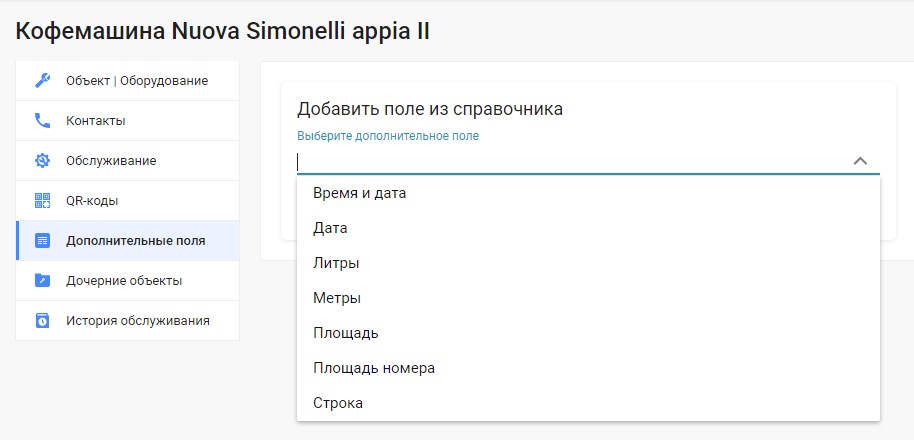 Кофемашина Nuova Simonelli appia II
Объект | Оборудование
Контакты
Обслуживание
QR-коды
Дополнительные поля
Дочерние объекты
История обслуживания
Добавить поле из справочника
Выберите дополнительное поле
Время и дата
Дата
Литры
Метры
Площадь
Площадь номера
Строка